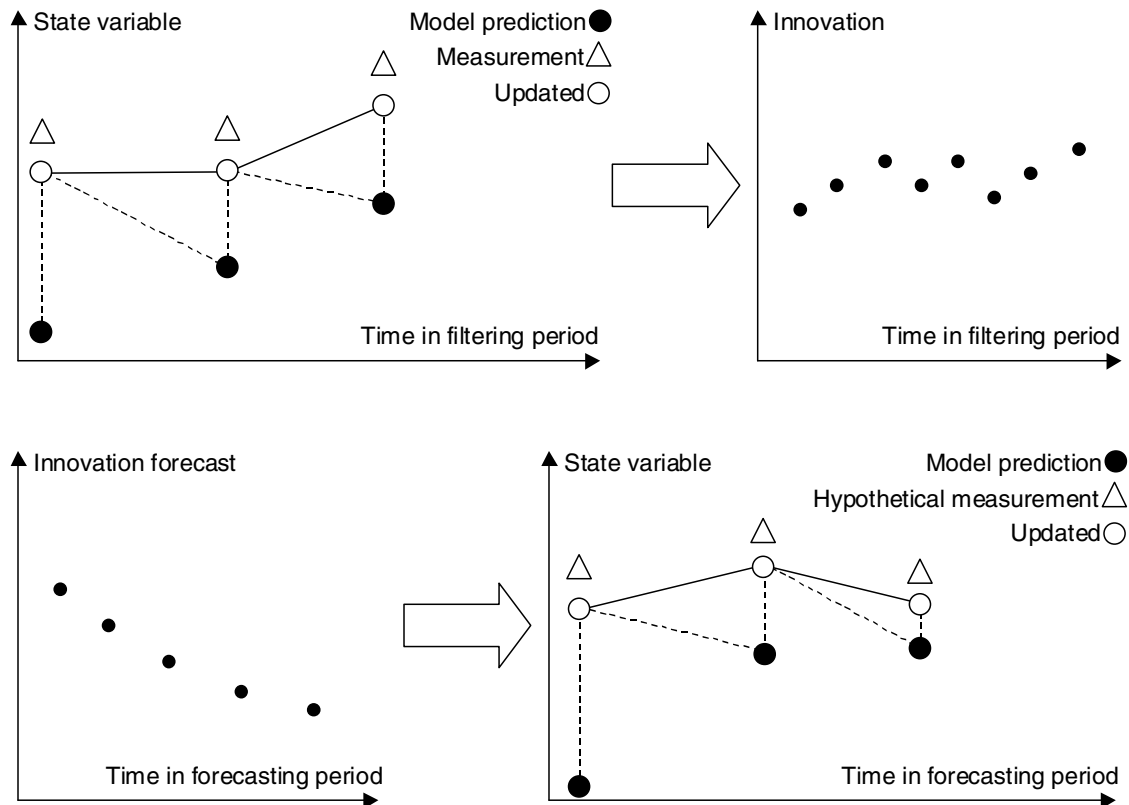 State variable
Model prediction
Measurement
Updated
Time in filtering period
Innovation
Time in filtering period
Innovation forecast
Time in forecasting period
State variable
Model prediction
Hypothetical measurement
Updated
Time in forecasting period